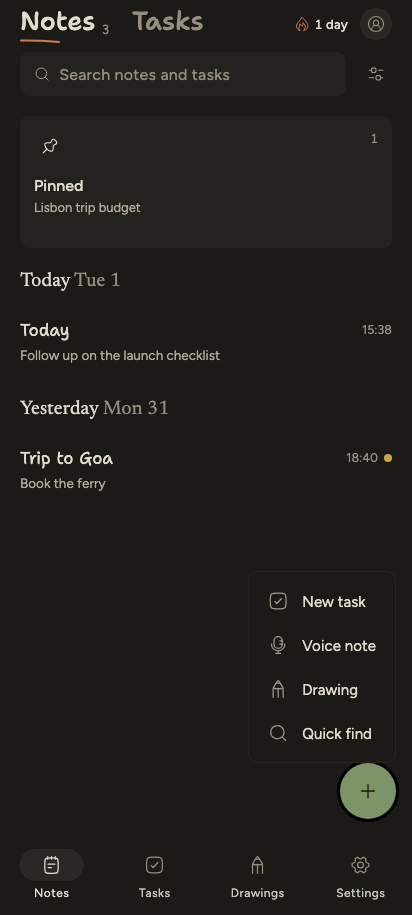 Notes 3 Tasks 1 day
Search notes and tasks
1
Pinned
Lisbon trip budget
Today Tue 1
Today 15:38
Follow up on the launch checklist
Yesterday Mon 31
Trip to Goa 18:40
Book the ferry
New task
Voice note
Drawing
Quick find
Notes Tasks Drawings Settings